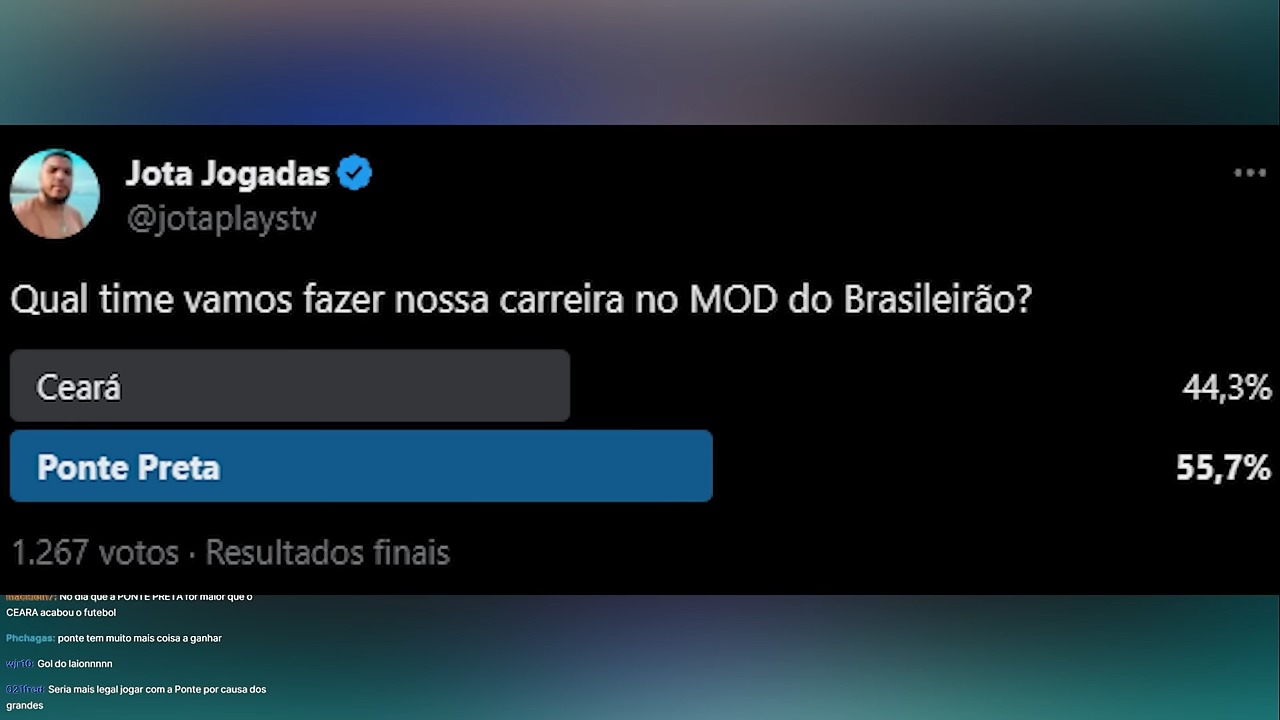 Jota Jogadas
@jotaplaystv
Qual time vamos fazer nossa carreira no MOD do Brasileirão?
Ceará 44,3%
Ponte Preta 55,7%
1.267 votos · Resultados finais
No dia que a PONTE PRETA for maior que o
CEARA acabou o futebol
Phchagas: ponte tem muito mais coisa a ganhar
wjr10: Gol do laionnnnn
021fred: Seria mais legal jogar com a Ponte por causa dos
grandes